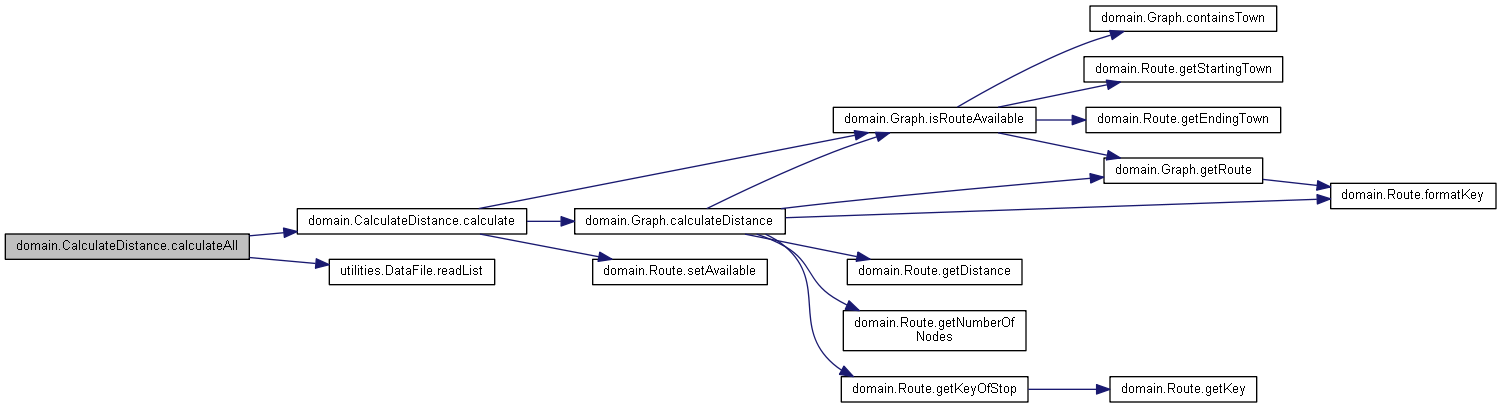 domain.Graph.containsTown
domain.Route.getStartingTown
domain.Graph.isRouteAvailable
domain.Route.getEndingTown
domain.Graph.getRoute
domain.Route.formatKey
domain.CalculateDistance.calculate
domain.Graph.calculateDistance
domain.CalculateDistance.calculateAll
utilities.DataFile.readList
domain.Route.setAvailable
domain.Route.getDistance
domain.Route.getNumberOf
Nodes
domain.Route.getKeyOfStop
domain.Route.getKey